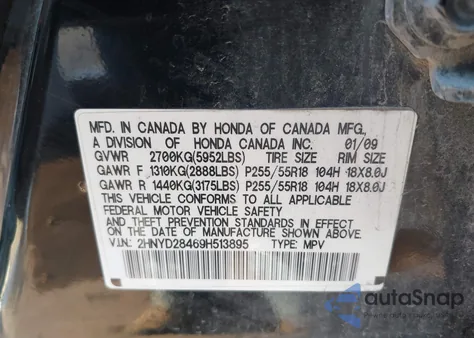 MFD. IN CANADA BY HONDA OF CANADA MFG.,
A DIVISION OF HONDA CANADA INC. 01/09
GVWR 2700KG(5952LBS) TIRE SIZE RIM SIZE
GAWR F 1310KG(2888LBS) P255/55R18 104H 18X8.0J
GAWR R 1440KG(3175LBS) P255/55R18 104H 18X8.0J
THIS VEHICLE CONFORMS TO ALL APPLICABLE
FEDERAL MOTOR VEHICLE SAFETY
AND THEFT PREVENTION STANDARDS IN EFFECT ON
THE DATE OF MANUFACTURE SHOWN ABOVE.
V.I.N: 2HNYD28469H513895 TYPE: MPV
autoSnap